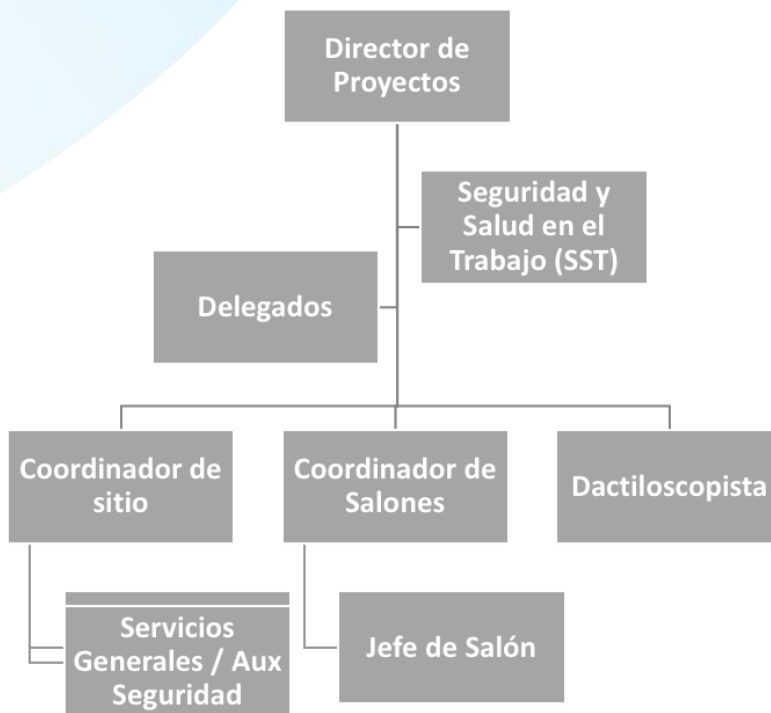 Director de
Proyectos
Seguridad y
Salud en el
Trabajo (SST)
Delegados
Coordinador de
sitio
Coordinador de
Salones
Dactiloscopista
Servicios
Generales / Aux
Seguridad
Jefe de Salón